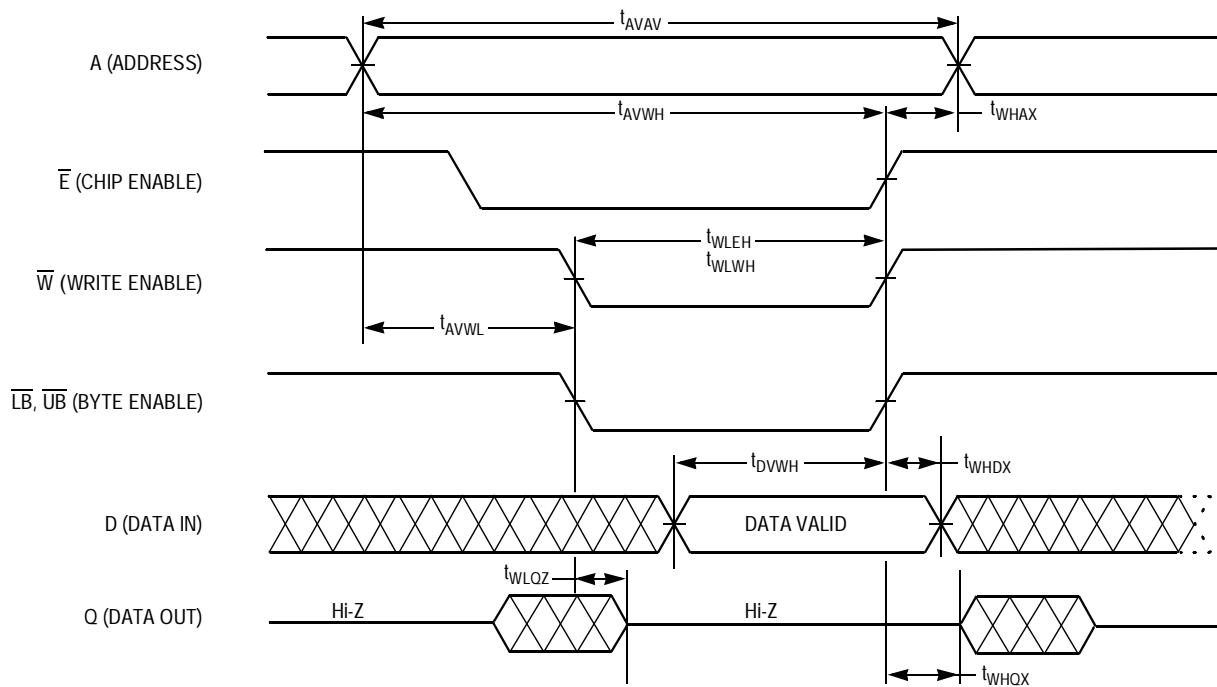 tAVAV
A (ADDRESS)
tAVWH
tWHAX
E (CHIP ENABLE)
tWLEH
tWLWH
W (WRITE ENABLE)
tAVWL
LB, UB (BYTE ENABLE)
tDVWH
tWHDX
D (DATA IN)
DATA VALID
tWLQZ
Q (DATA OUT)
Hi-Z
Hi-Z
tWHQX